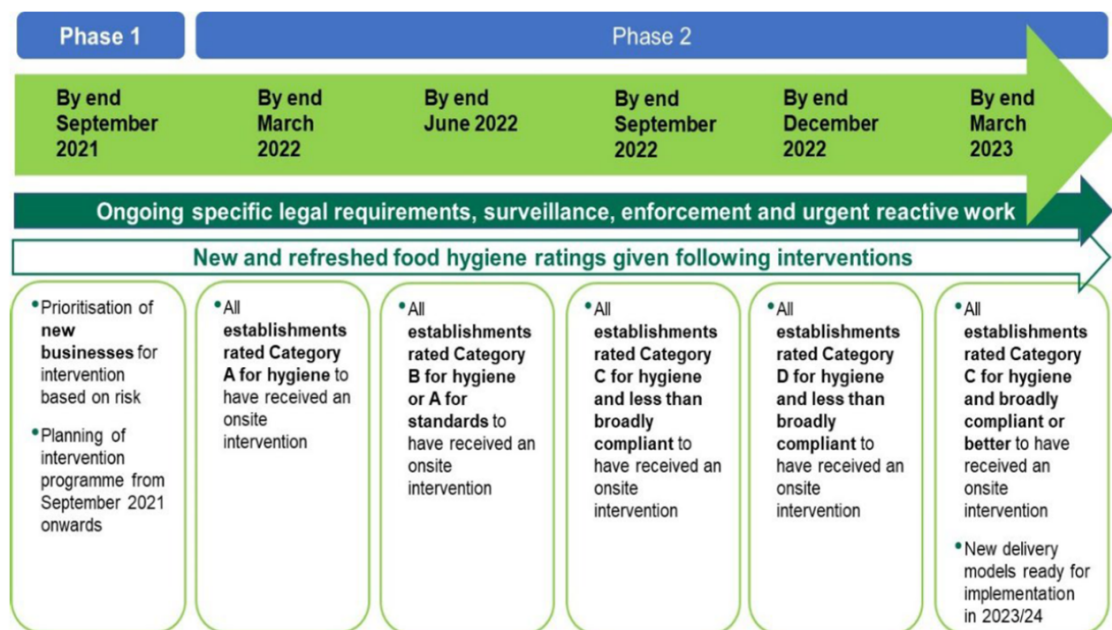 Phase 1
Phase 2
By end
September
2021
By end
March
2022
By end
June 2022
By end
September
2022
By end
December
2022
By end
March
2023
Ongoing specific legal requirements, surveillance, enforcement and urgent reactive work
New and refreshed food hygiene ratings given following interventions
•Prioritisation of
new
businesses for
intervention
based on risk
•Planning of
intervention
programme from
September 2021
onwards
•All
establishments
rated Category
A for hygiene to
have received an
onsite
intervention
•All
establishments
rated Category
B for hygiene
or A for
standards to
have received an
onsite
intervention
•All
establishments
rated Category
C for hygiene
and less than
broadly
compliant to
have received an
onsite
intervention
•All
establishments
rated Category
D for hygiene
and less than
broadly
compliant to
have received an
onsite
intervention
•All
establishments
rated Category
C for hygiene
and broadly
compliant or
better to have
received an
onsite
intervention
•New delivery
models ready for
implementation
in 2023/24